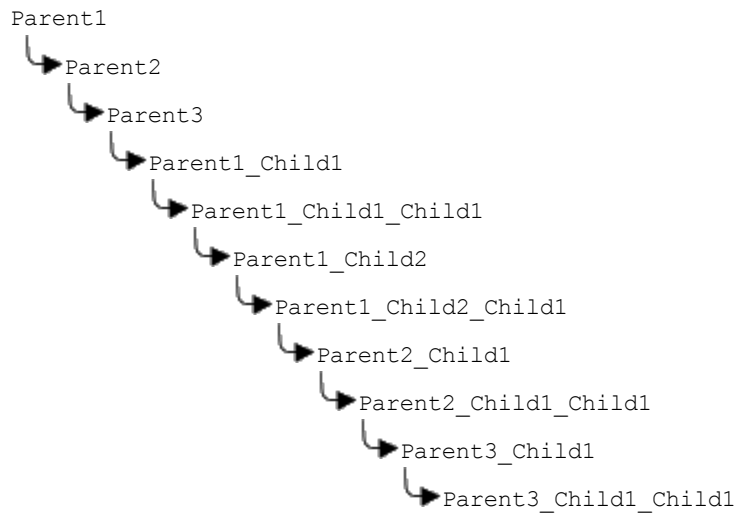 Parent1
Parent2
Parent3
Parent1_Child1
Parent1_Child1_Child1
Parent1_Child2
Parent1_Child2_Child1
Parent2_Child1
Parent2_Child1_Child1
Parent3_Child1
Parent3_Child1_Child1